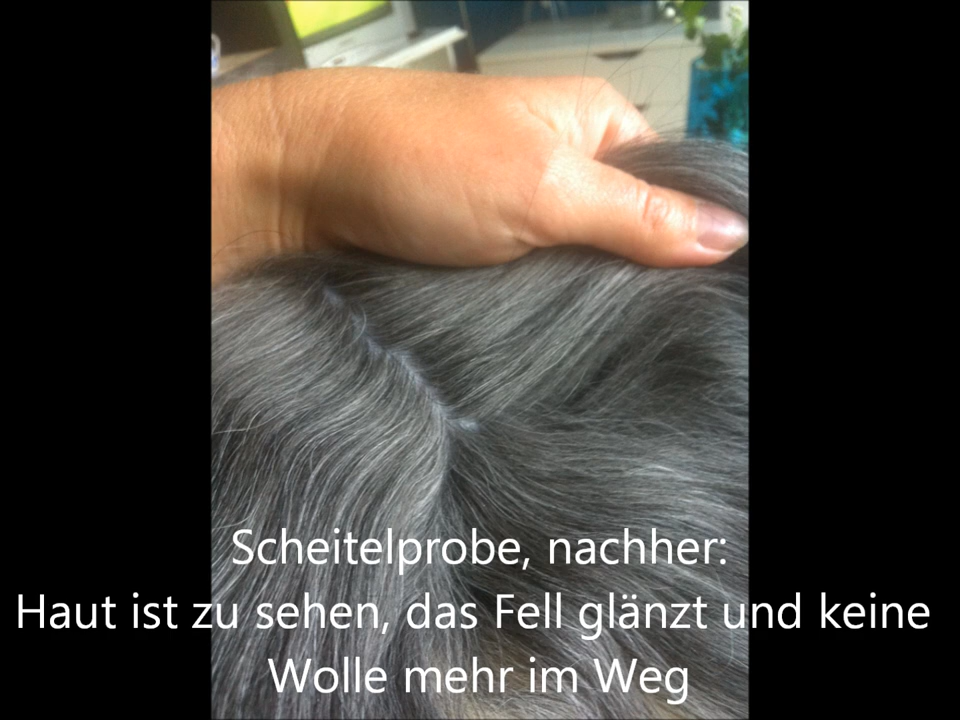 Scheitelprobe, nachher:
Haut ist zu sehen, das Fell glänzt und keine
Wolle mehr im Weg